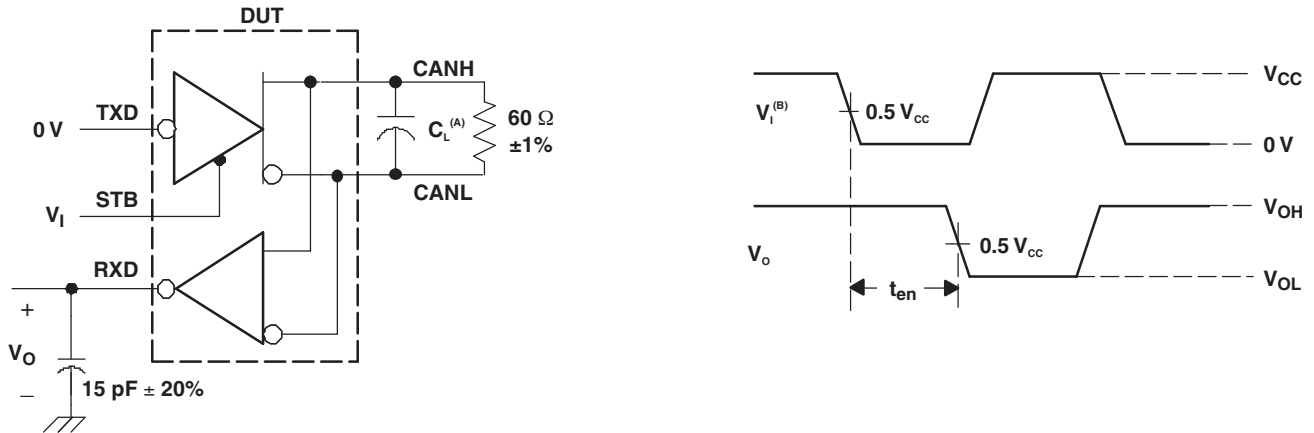 DUT
TXD
0 V
STB
V_I
RXD
+
V_O
−
15 pF ± 20%
CANH
C_L^(A)
60 Ω
±1%
CANL
V_I^(B)
0.5 V_CC
V_CC
0 V
V_O
0.5 V_CC
t_en
V_OH
V_OL